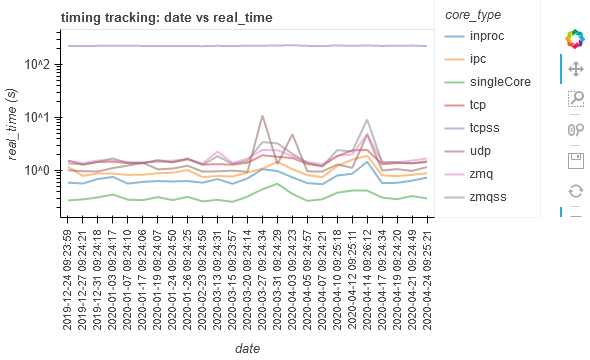 timing tracking: date vs real_time
core_type
inproc
ipc
singleCore
tcp
tcpss
udp
zmq
zmqss
real_time (s)
10^2
10^1
10^0
2019-12-24 09:23:59
2019-12-27 09:24:21
2019-12-31 09:24:18
2020-01-03 09:24:17
2020-01-07 09:24:10
2020-01-17 09:24:06
2020-01-19 09:24:07
2020-01-24 09:24:50
2020-01-26 09:24:25
2020-02-23 09:24:59
2020-03-13 09:24:31
2020-03-15 09:23:57
2020-03-20 09:24:14
2020-03-27 09:24:34
2020-03-31 09:24:29
2020-04-03 09:24:23
2020-04-05 09:24:57
2020-04-07 09:24:21
2020-04-10 09:25:18
2020-04-12 09:25:11
2020-04-14 09:26:12
2020-04-17 09:24:34
2020-04-19 09:24:20
2020-04-21 09:24:49
2020-04-24 09:25:21
date